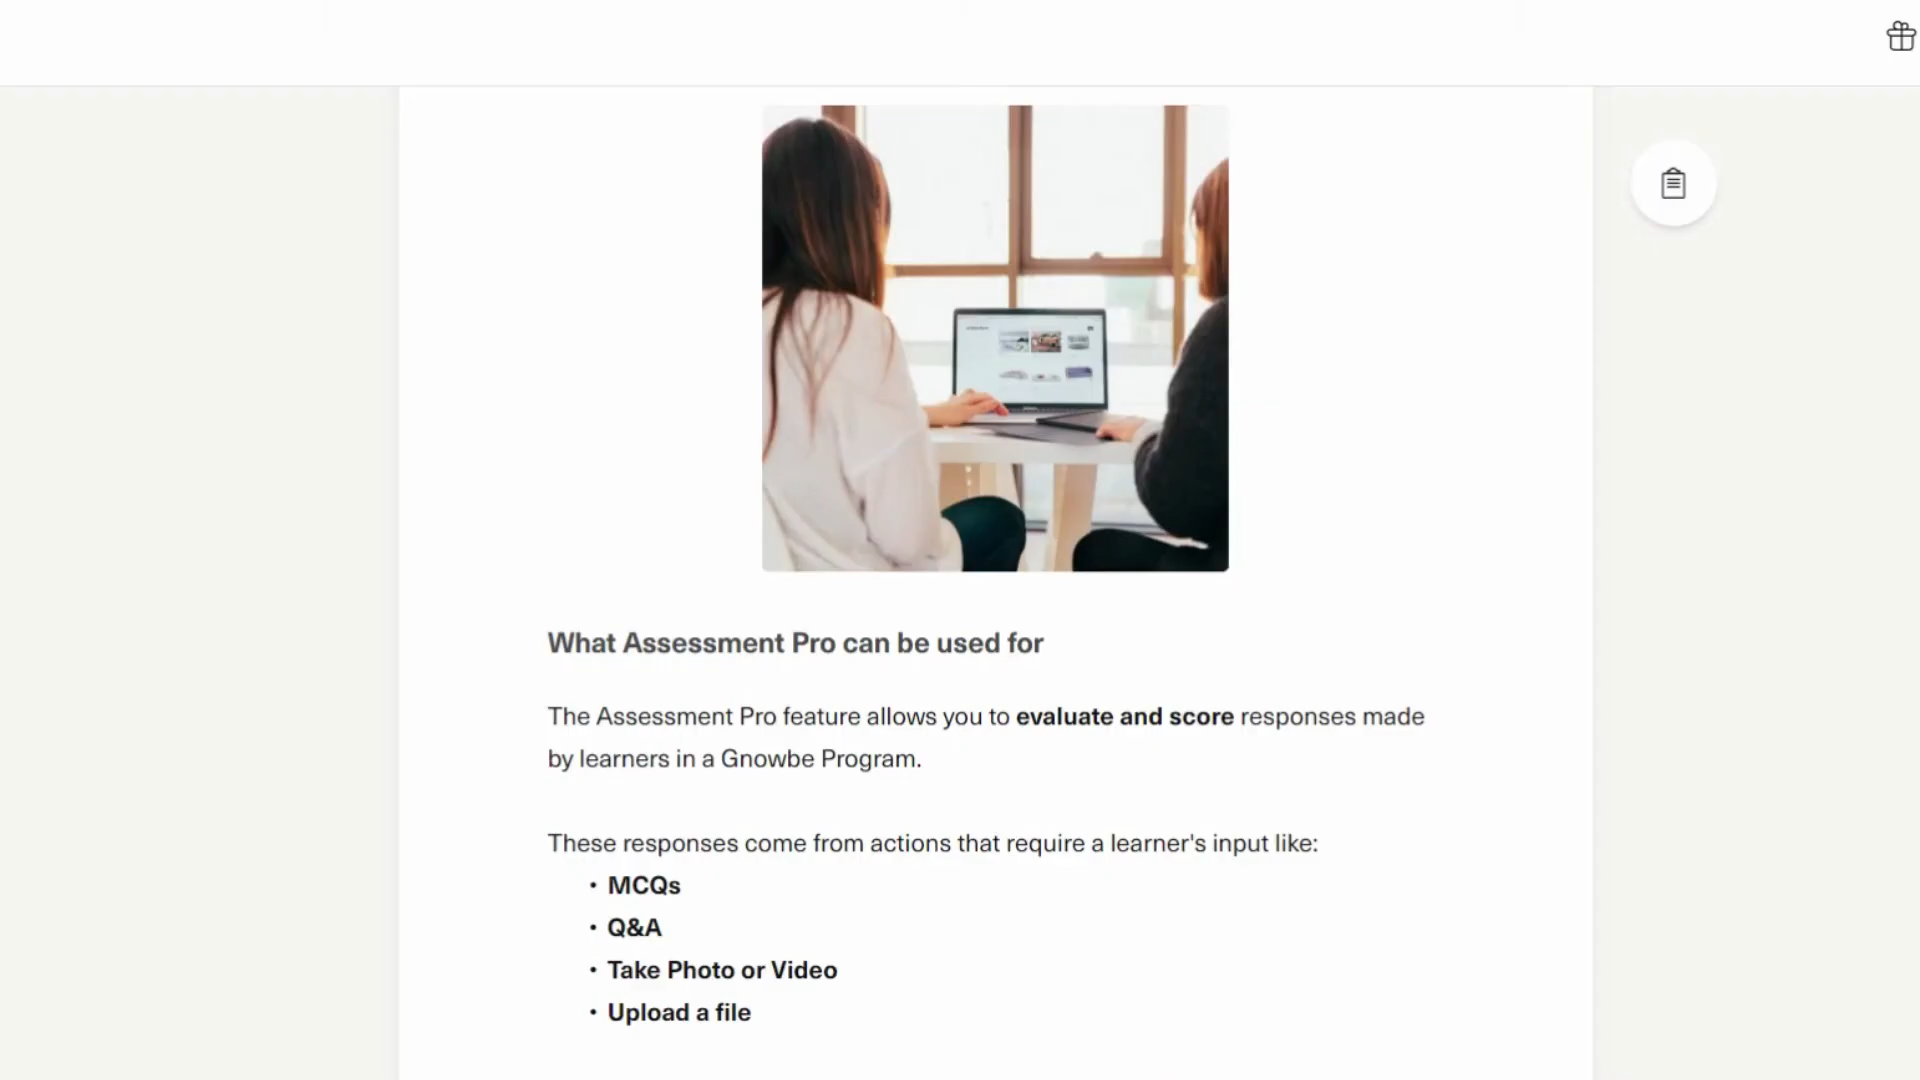 What Assessment Pro can be used for
The Assessment Pro feature allows you to evaluate and score responses made
by learners in a Gnowbe Program.
These responses come from actions that require a learner's input like:
• MCQs
• Q&A
• Take Photo or Video
• Upload a file